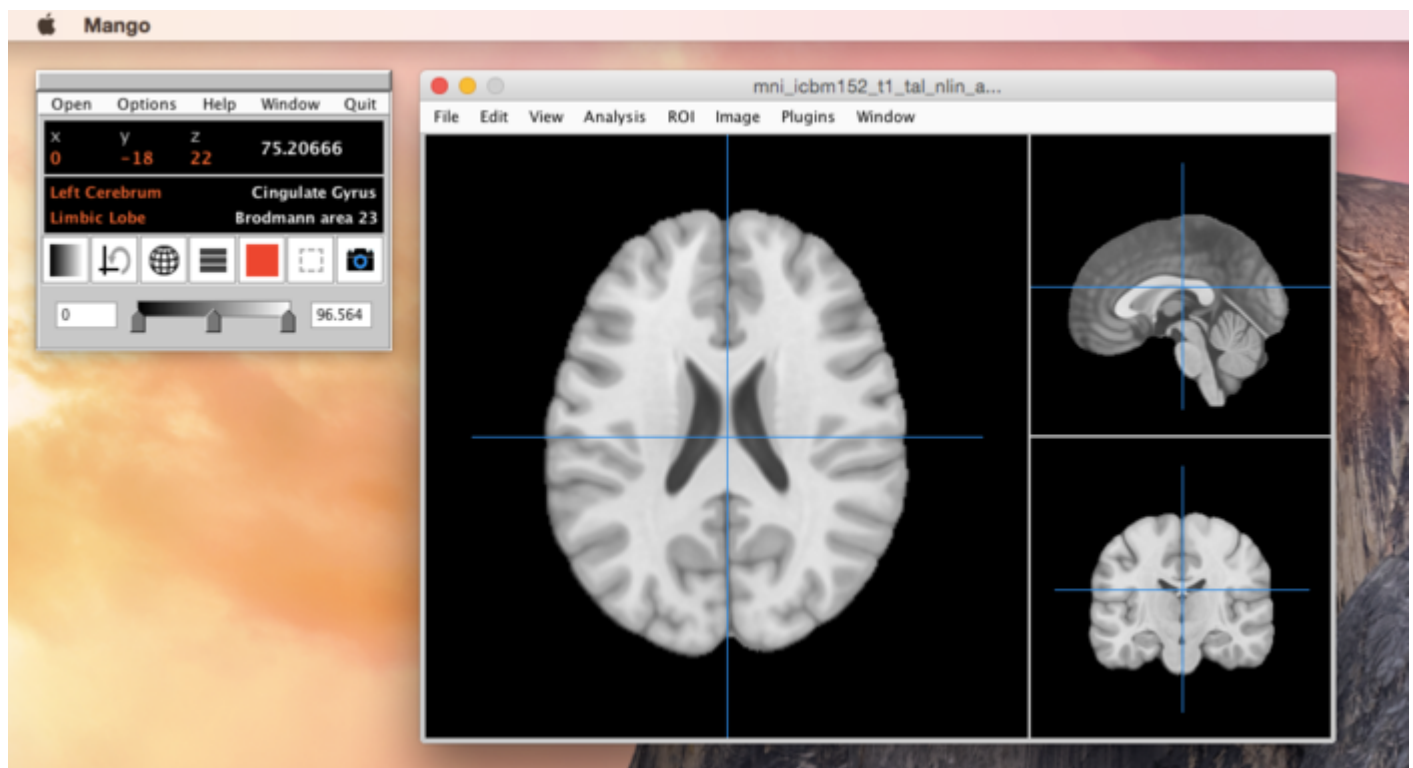 Mango
Open Options Help Window Quit
x y z
0 -18 22 75.20666
Left Cerebrum Cingulate Gyrus
Limbic Lobe Brodmann area 23
0 96.564
mni_icbm152_t1_tal_nlin_a...
File Edit View Analysis ROI Image Plugins Window